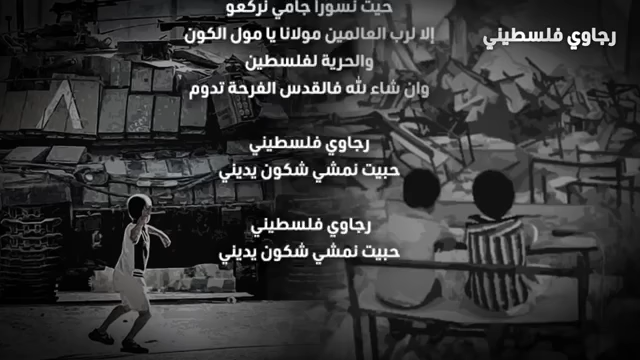 حيت نسورا جامي نركعو
إلا لرب العالمين مولانا يا مول الكون
والحرية لفلسطين
وان شاء لله فالقدس الفرحة تدوم
رجاوي فلسطيني
حبيت نمشي شكون يديني
رجاوي فلسطيني
حبيت نمشي شكون يديني
رجاوي فلسطيني